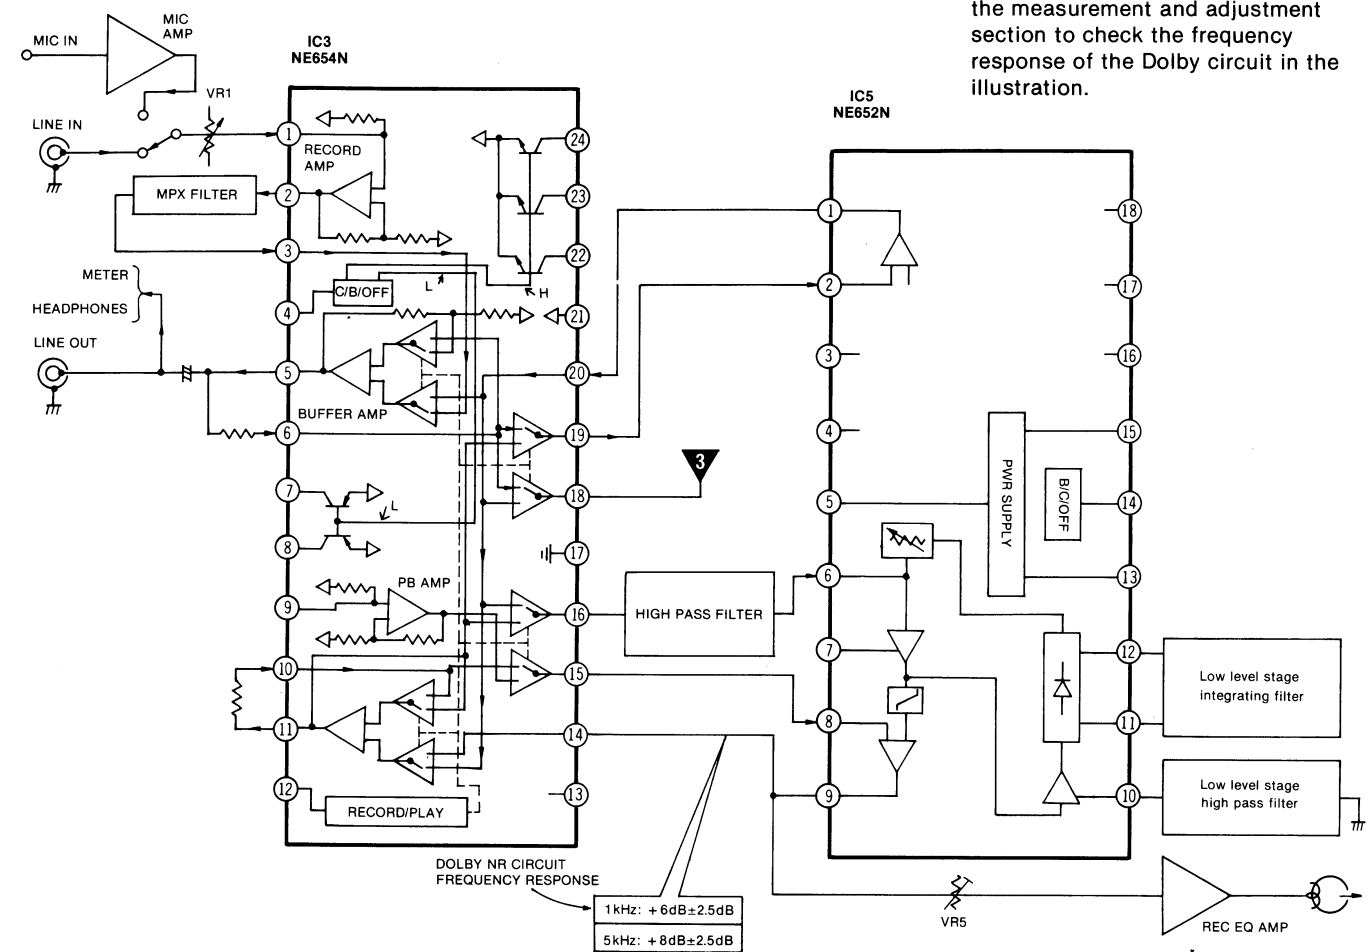 the measurement and adjustment
section to check the frequency
response of the Dolby circuit in the
illustration.
MIC IN
MIC
AMP
LINE IN
VR1
IC3
NE654N
IC5
NE652N
RECORD
AMP
MPX FILTER
1
2
3
4
5
6
7
8
9
10
11
12
24
23
22
21
20
19
18
17
16
15
14
13
C/B/OFF
L
H
METER
HEADPHONES
LINE OUT
BUFFER AMP
L
PB AMP
RECORD/PLAY
3
HIGH PASS FILTER
1
2
3
4
5
6
7
8
9
18
17
16
15
14
13
12
11
10
PWR SUPPLY
B/C/OFF
Low level stage
integrating filter
Low level stage
high pass filter
DOLBY NR CIRCUIT
FREQUENCY RESPONSE
1kHz: +6dB±2.5dB
5kHz: +8dB±2.5dB
VR5
REC EQ AMP